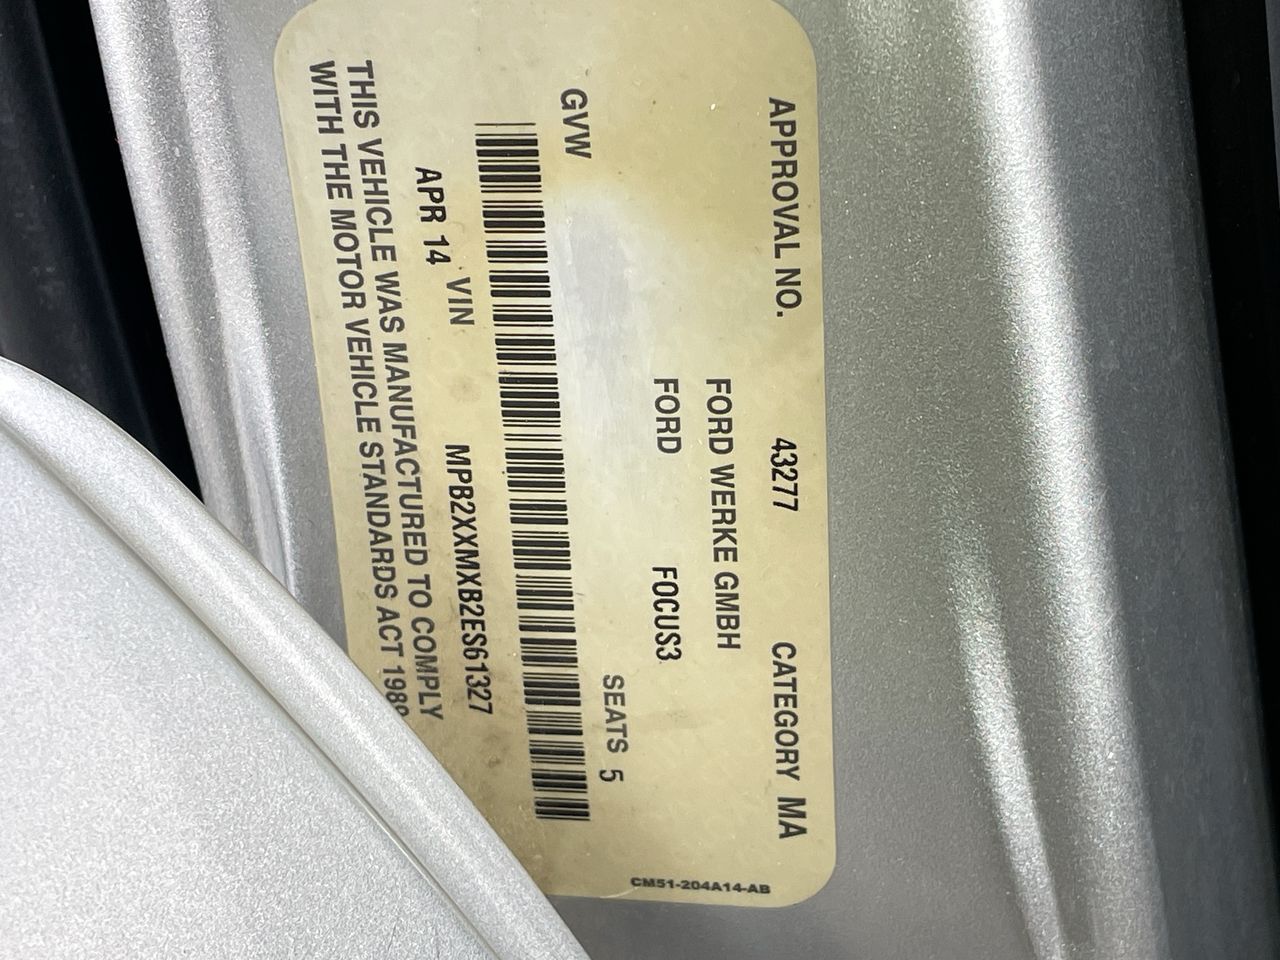 APPROVAL NO. 43277 CATEGORY MA
FORD WERKE GMBH
FORD FOCUS3
GVW SEATS 5
VIN MPB2XXMXB2ES61327
APR 14
THIS VEHICLE WAS MANUFACTURED TO COMPLY
WITH THE MOTOR VEHICLE STANDARDS ACT 1989
CM51-204A14-AB